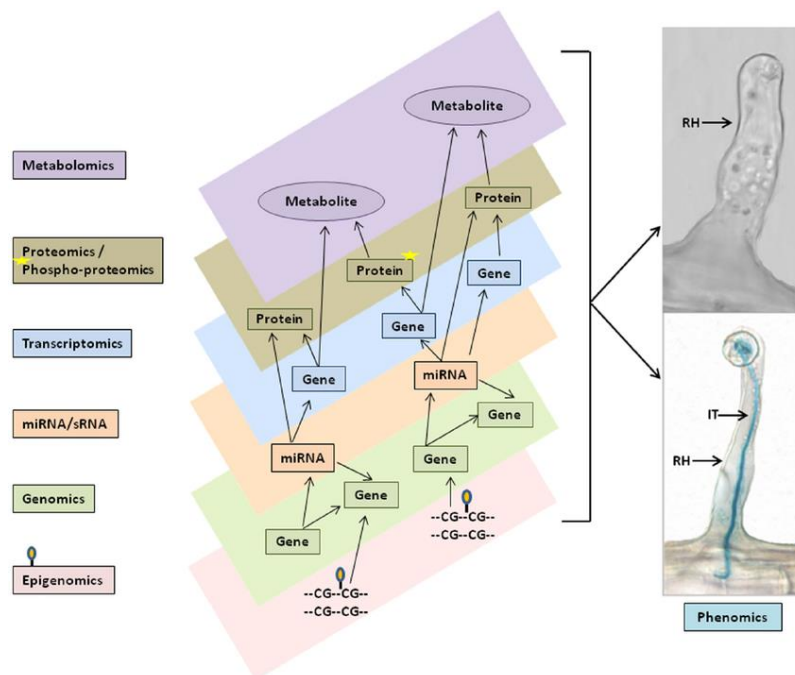 Metabolomics
Proteomics /
Phospho-proteomics
Transcriptomics
miRNA/sRNA
Genomics
Epigenomics
Metabolite
Metabolite
Protein
Protein
Gene
Protein
Gene
Gene
miRNA
Gene
miRNA
Gene
Gene
Gene
--CG--CG--
--CG--CG--
--CG--CG--
--CG--CG--
RH
IT
RH
Phenomics